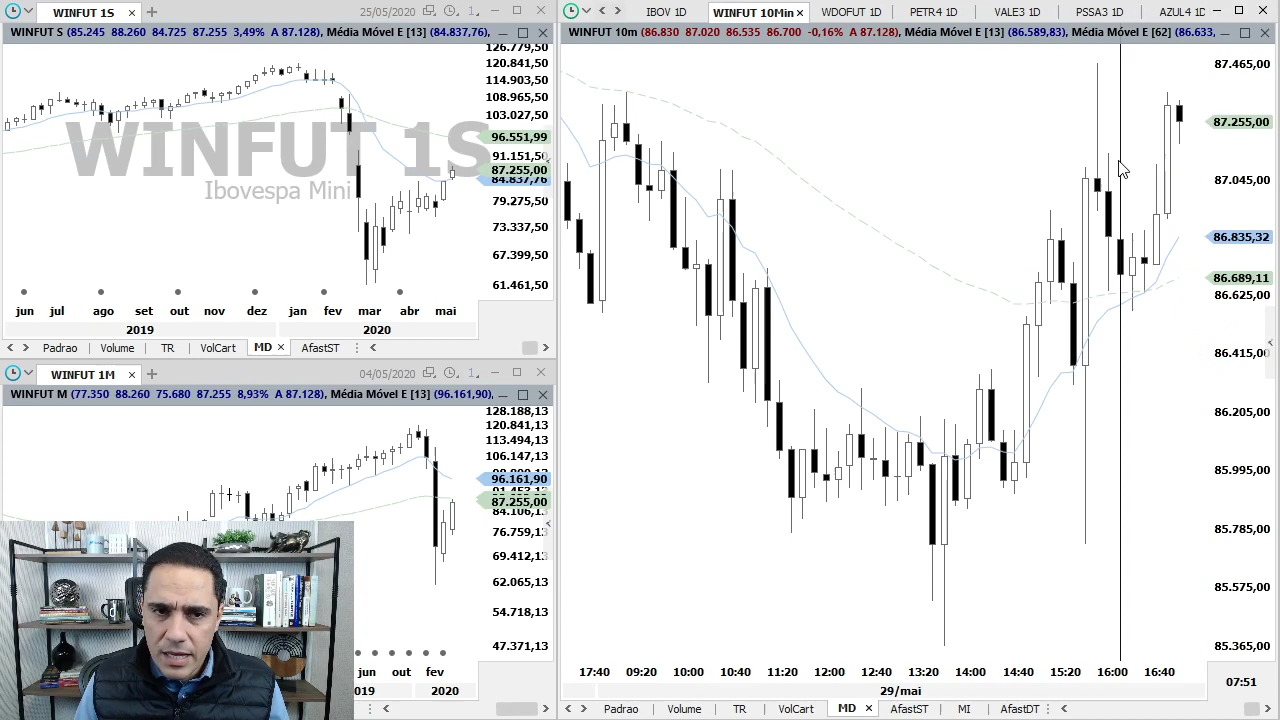 WINFUT 1S × + 25/05/2020 1
WINFUT S (85.245 88.260 84.725 87.255 3,49% A 87.128), Média Móvel E [13] (84.837,76),
126.779,50
120.841,50
114.903,50
108.965,50
103.027,50
96.551,99
91.151,50
87.255,00
84.837,76
79.275,50
73.337,50
67.399,50
61.461,50
WINFUT 1S
Ibovespa Mini
jun jul ago set out nov dez jan fev mar abr mai
2019 2020
Padrao Volume TR VolCart MD × AfastST
WINFUT 1M × + 04/05/2020 1
WINFUT M (77.350 88.260 75.680 87.255 8,93% A 87.128), Média Móvel E [13] (96.161,90),
128.188,13
120.841,13
113.494,13
106.147,13
96.161,90
87.255,00
84.106,13
76.759,13
69.412,13
62.065,13
54.718,13
47.371,13
jun out fev
2019 2020
IBOV 1D WINFUT 10Min × WDOFUT 1D PETR4 1D VALE3 1D PSSA3 1D AZUL4 1D
WINFUT 10m (86.830 87.020 86.535 86.700 -0,16% A 87.128), Média Móvel E [13] (86.589,83), Média Móvel E [62] (86.633,
87.465,00
87.255,00
87.045,00
86.835,32
86.689,11
86.625,00
86.415,00
86.205,00
85.995,00
85.785,00
85.575,00
85.365,00
17:40 09:20 10:00 10:40 11:20 12:00 12:40 13:20 14:00 14:40 15:20 16:00 16:40
29/mai
07:51
Padrao Volume TR VolCart MD × AfastST MI AfastDT